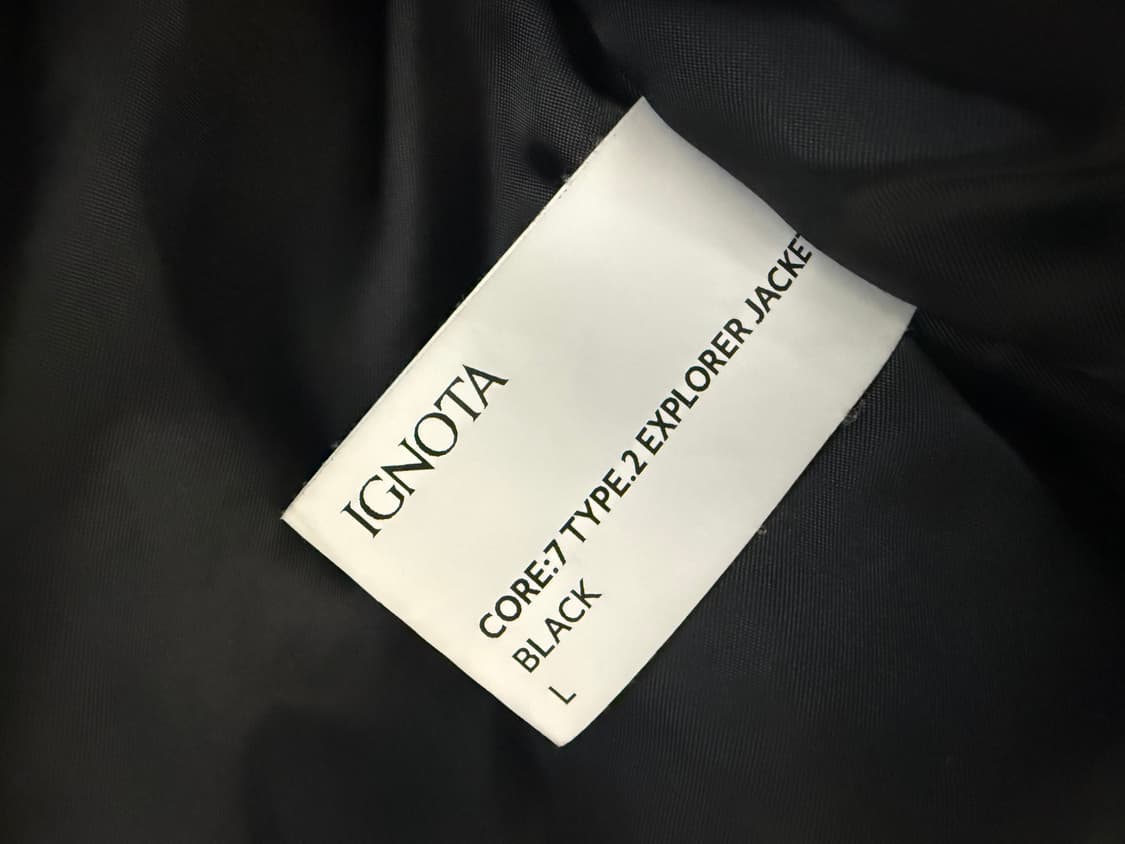 IGNOTA
CORE:7 TYPE.2 EXPLORER JACKET
BLACK
L